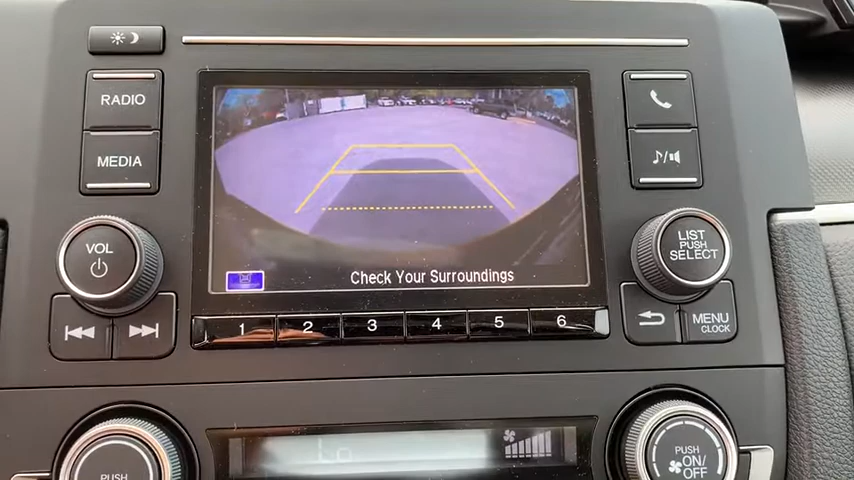 RADIO
MEDIA
VOL
Check Your Surroundings
1 2 3 4 5 6
LIST
PUSH
SELECT
MENU
CLOCK
Lo
PUSH
PUSH
ON/
OFF